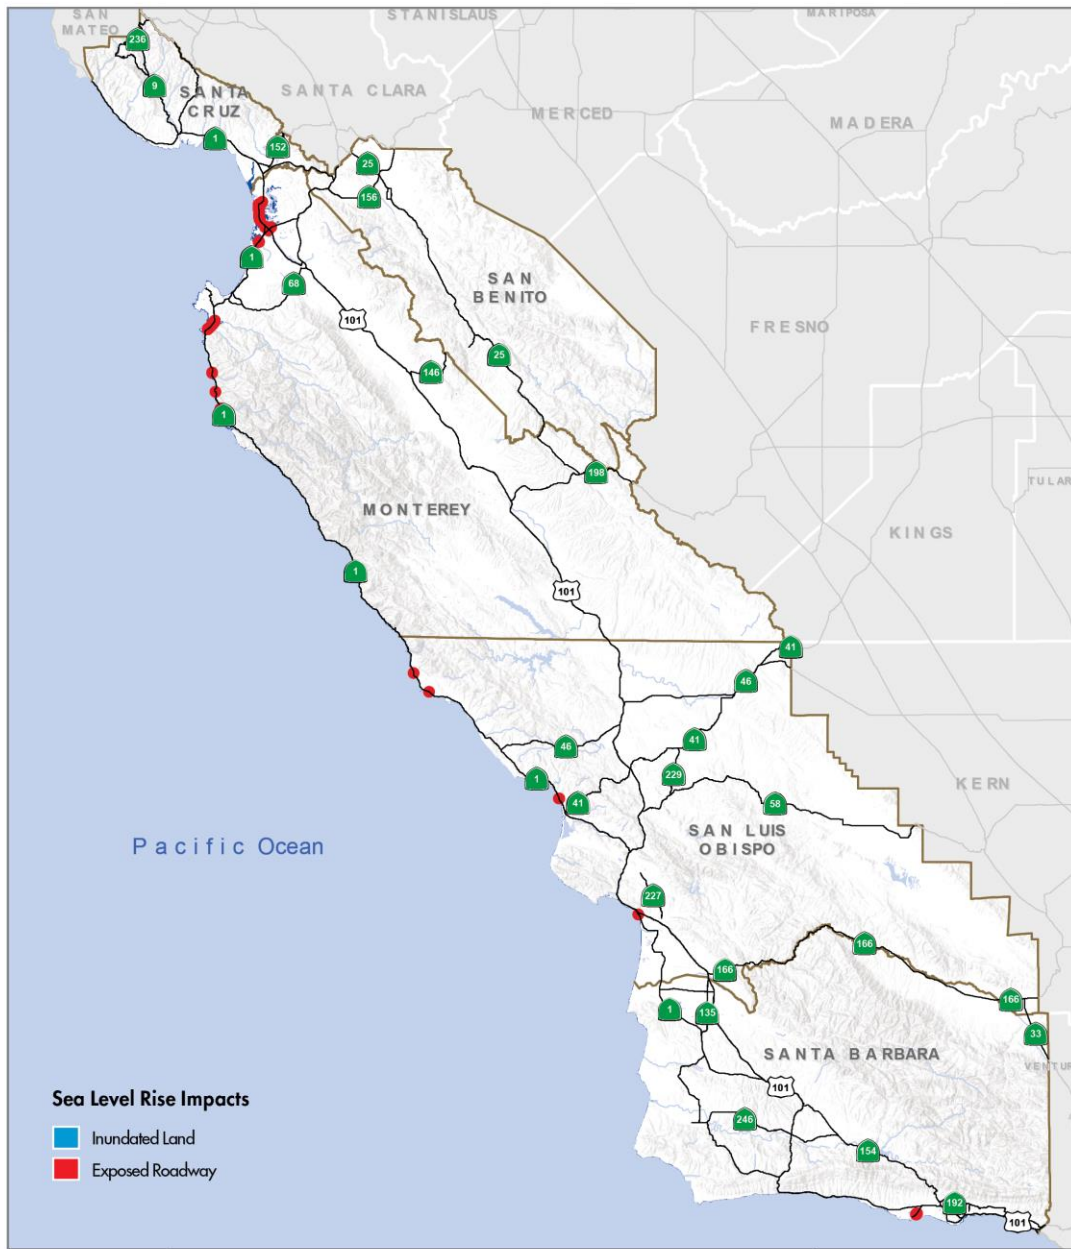 SAN
MATEO
STANISLAUS
MARIPOSA
236
9
SANTA
CRUZ
SANTA CLARA
MERCED
MADERA
1
152
25
156
1
68
SAN
BENITO
101
FRESNO
25
146
1
198
TULAR
MONTEREY
KINGS
1
101
41
46
46
41
1
229
41
58
KERN
SAN LUIS
OBISPO
Pacific Ocean
227
166
166
166
1
135
33
SANTA BARBARA
VENTUR
101
Sea Level Rise Impacts
Inundated Land
Exposed Roadway
246
154
192
101